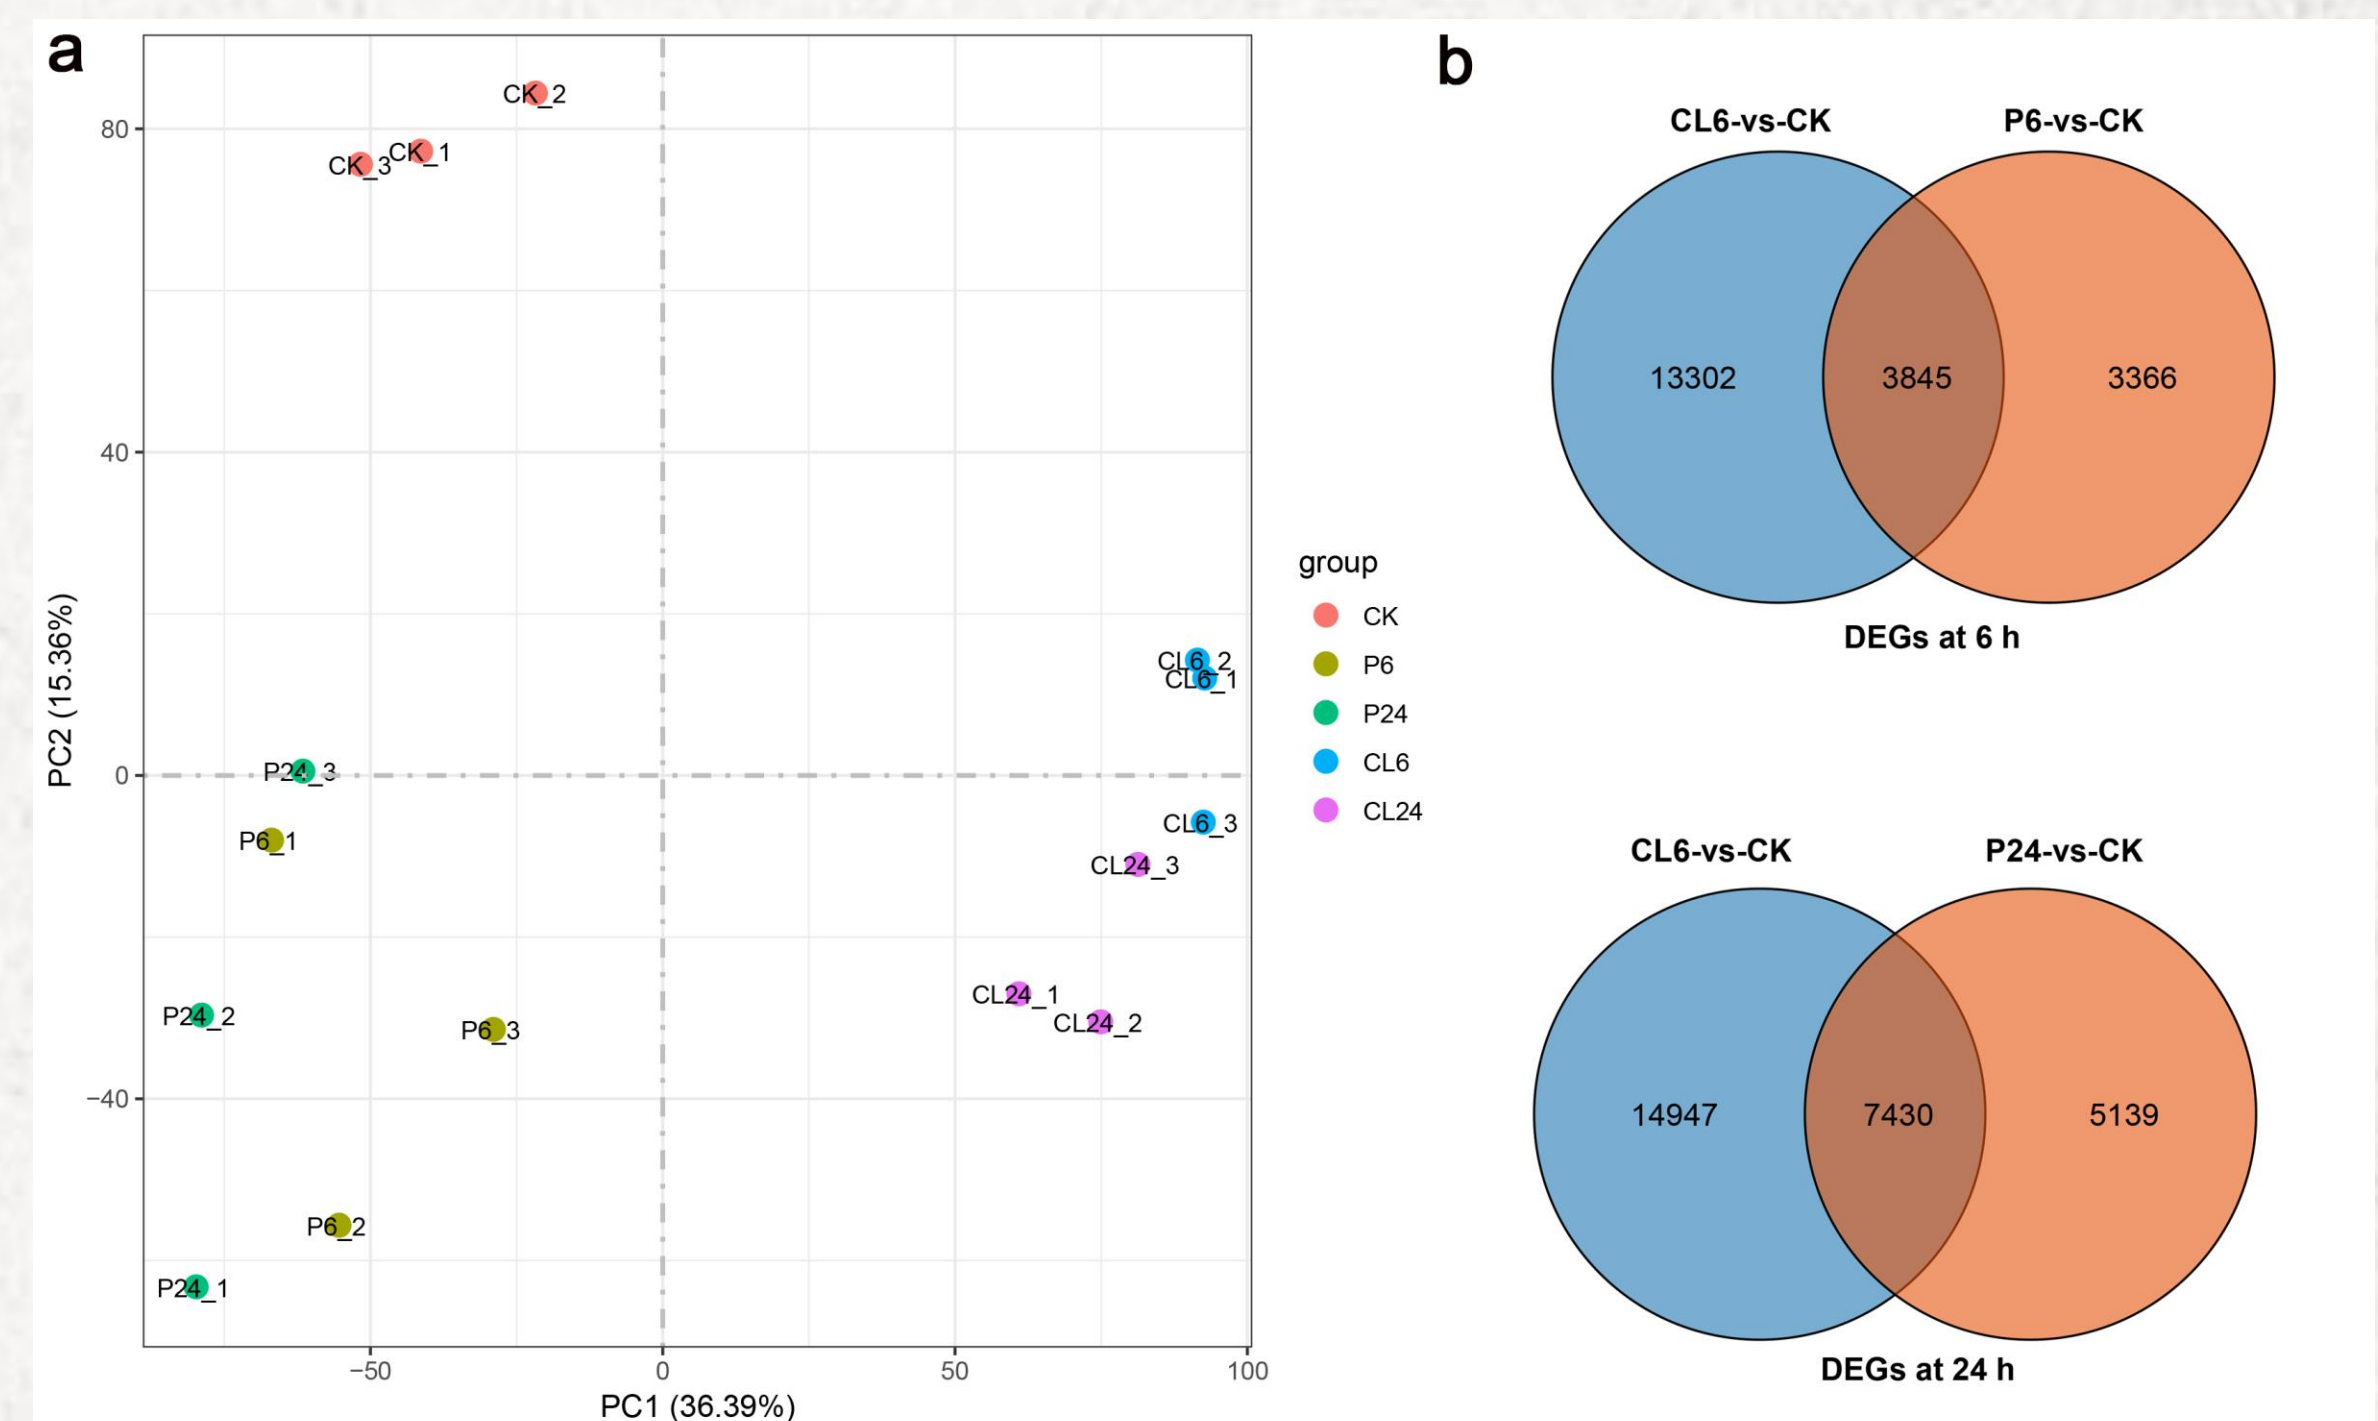 a
CK_2
80
CK_3
CK_1
40
PC2 (15.36%)
CL6_2
CL6_1
P24_3
0
P6_1
CL6_3
CL24_3
P24_2
P6_3
CL24_1
CL24_2
−40
P6_2
P24_1
−50
0
50
100
PC1 (36.39%)
group
CK
P6
P24
CL6
CL24
b
CL6-vs-CK
P6-vs-CK
13302
3845
3366
DEGs at 6 h
CL6-vs-CK
P24-vs-CK
14947
7430
5139
DEGs at 24 h